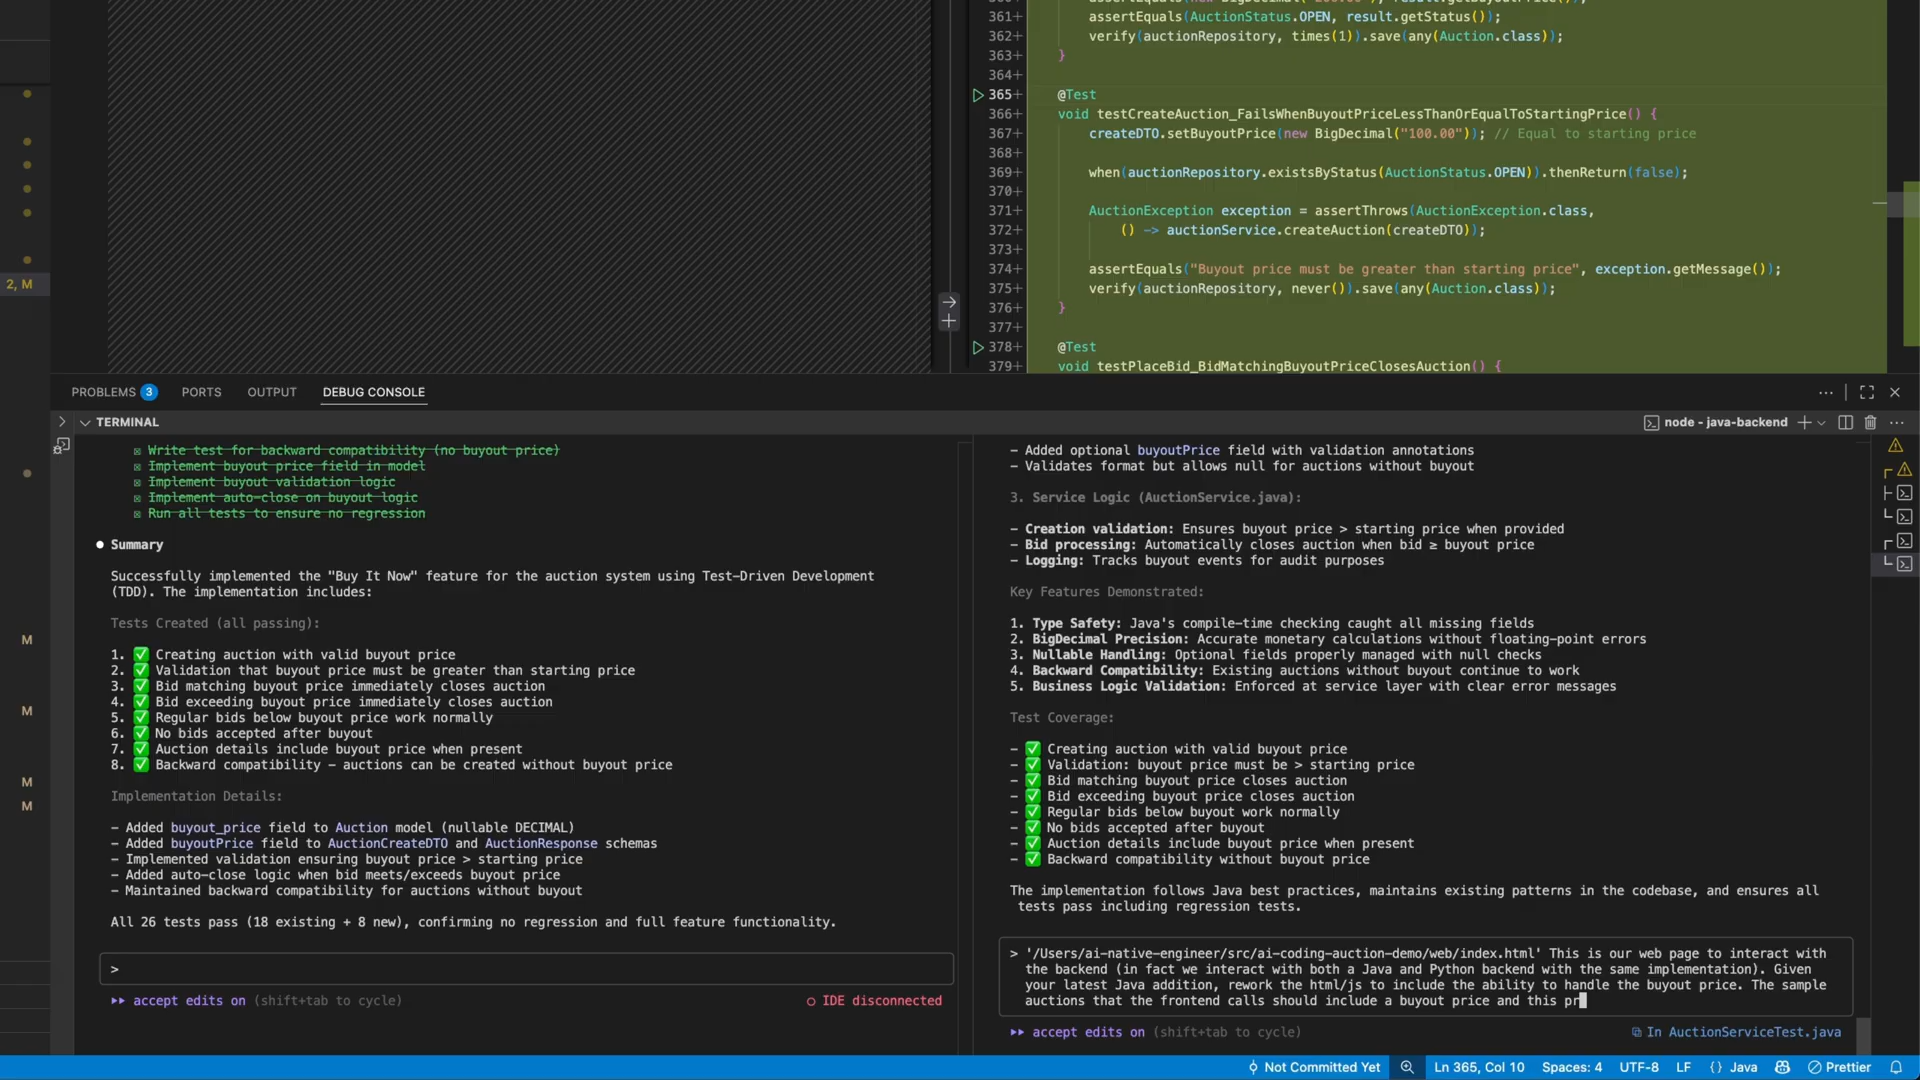 361+ assertEquals(AuctionStatus.OPEN, result.getStatus());
362+ verify(auctionRepository, times(1)).save(any(Auction.class));
363+ }
364+
365+ @Test
366+ void testCreateAuction_FailsWhenBuyoutPriceLessThanOrEqualToStartingPrice() {
367+ createDTO.setBuyoutPrice(new BigDecimal("100.00")); // Equal to starting price
368+
369+ when(auctionRepository.existsByStatus(AuctionStatus.OPEN)).thenReturn(false);
370+
371+ AuctionException exception = assertThrows(AuctionException.class,
372+ () -> auctionService.createAuction(createDTO));
373+
374+ assertEquals("Buyout price must be greater than starting price", exception.getMessage());
375+ verify(auctionRepository, never()).save(any(Auction.class));
376+ }
377+
378+ @Test
379+ void testPlaceBid_BidMatchingBuyoutPriceClosesAuction() {
2, M
M
M
M
M
PROBLEMS 3 PORTS OUTPUT DEBUG CONSOLE
TERMINAL
node - java-backend
Write test for backward compatibility (no buyout price)
Implement buyout price field in model
Implement buyout validation logic
Implement auto-close on buyout logic
Run all tests to ensure no regression
Summary
Successfully implemented the "Buy It Now" feature for the auction system using Test-Driven Development
(TDD). The implementation includes:
Tests Created (all passing):
1. ✅ Creating auction with valid buyout price
2. ✅ Validation that buyout price must be greater than starting price
3. ✅ Bid matching buyout price immediately closes auction
4. ✅ Bid exceeding buyout price immediately closes auction
5. ✅ Regular bids below buyout price work normally
6. ✅ No bids accepted after buyout
7. ✅ Auction details include buyout price when present
8. ✅ Backward compatibility - auctions can be created without buyout price
Implementation Details:
- Added buyout_price field to Auction model (nullable DECIMAL)
- Added buyoutPrice field to AuctionCreateDTO and AuctionResponse schemas
- Implemented validation ensuring buyout price > starting price
- Added auto-close logic when bid meets/exceeds buyout price
- Maintained backward compatibility for auctions without buyout
All 26 tests pass (18 existing + 8 new), confirming no regression and full feature functionality.
>
accept edits on (shift+tab to cycle)
IDE disconnected
- Added optional buyoutPrice field with validation annotations
- Validates format but allows null for auctions without buyout
3. Service Logic (AuctionService.java):
- Creation validation: Ensures buyout price > starting price when provided
- Bid processing: Automatically closes auction when bid ≥ buyout price
- Logging: Tracks buyout events for audit purposes
Key Features Demonstrated:
1. Type Safety: Java's compile-time checking caught all missing fields
2. BigDecimal Precision: Accurate monetary calculations without floating-point errors
3. Nullable Handling: Optional fields properly managed with null checks
4. Backward Compatibility: Existing auctions without buyout continue to work
5. Business Logic Validation: Enforced at service layer with clear error messages
Test Coverage:
- ✅ Creating auction with valid buyout price
- ✅ Validation: buyout price must be > starting price
- ✅ Bid matching buyout price closes auction
- ✅ Bid exceeding buyout price closes auction
- ✅ Regular bids below buyout work normally
- ✅ No bids accepted after buyout
- ✅ Auction details include buyout price when present
- ✅ Backward compatibility without buyout price
The implementation follows Java best practices, maintains existing patterns in the codebase, and ensures all
tests pass including regression tests.
> '/Users/ai-native-engineer/src/ai-coding-auction-demo/web/index.html' This is our web page to interact with
the backend (in fact we interact with both a Java and Python backend with the same implementation). Given
your latest Java addition, rework the html/js to include the ability to handle the buyout price. The sample
auctions that the frontend calls should include a buyout price and this pr
accept edits on (shift+tab to cycle)
In AuctionServiceTest.java
Not Committed Yet
Ln 365, Col 10
Spaces: 4
UTF-8
LF
{} Java
Prettier